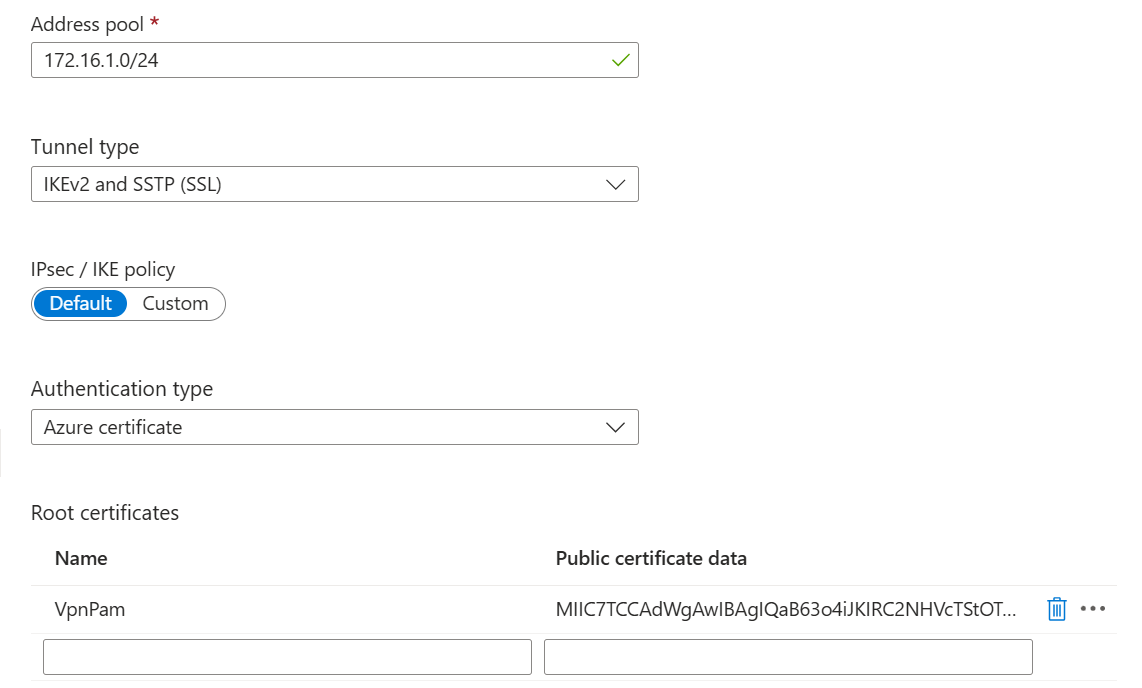 Address pool *
172.16.1.0/24
Tunnel type
IKEv2 and SSTP (SSL)
IPsec / IKE policy
Default Custom
Authentication type
Azure certificate
Root certificates
Name Public certificate data
VpnPam MIIC7TCCAdWgAwIBAgIQaB63o4iJKIRC2NHVcTStOT...